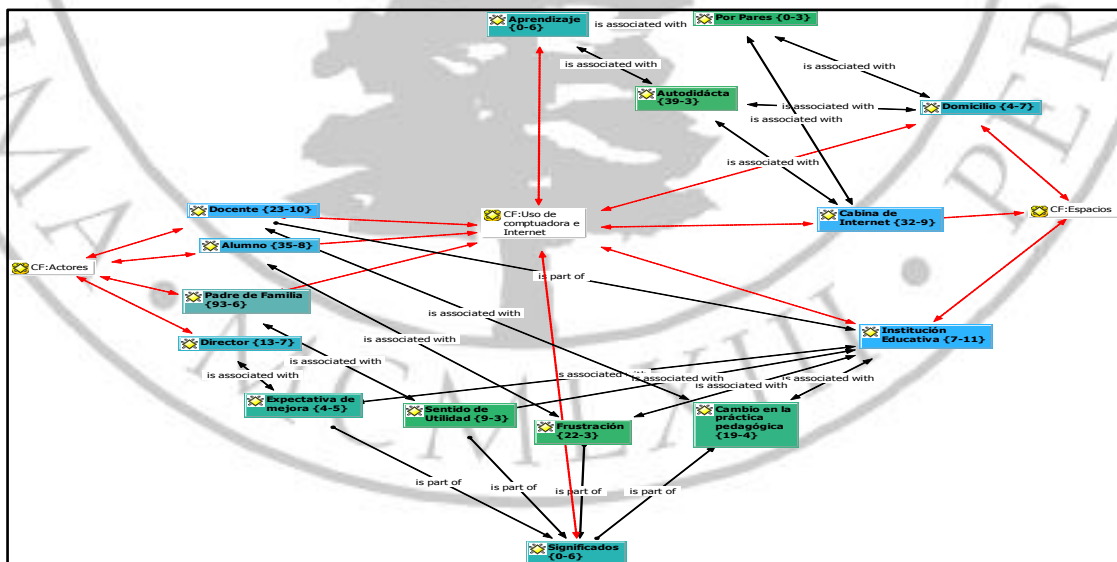 Aprendizaje
{0-6}
is associated with
Por Pares {0-3}
is associated with
is associated with
Autodidácta
{39-3}
is associated with
Domicilio {4-7}
is associated with
is associated with
Docente {23-10}
CF:Uso de
comptuadora e
Internet
Cabina de
Internet {32-9}
CF:Espacios
Alumno {35-8}
CF:Actores
is part of
Padre de Familia
{93-6}
is associated with
Director {13-7}
Institución
Educativa {7-11}
is associated with
is associated with
is associated with
is associated with
is associated with
is associated with
Expectativa de
mejora {4-5}
Sentido de
Utilidad {9-3}
Frustración
{22-3}
Cambio en la
práctica
pedagógica
{19-4}
is part of
is part of
is part of
is part of
Significados
{0-6}